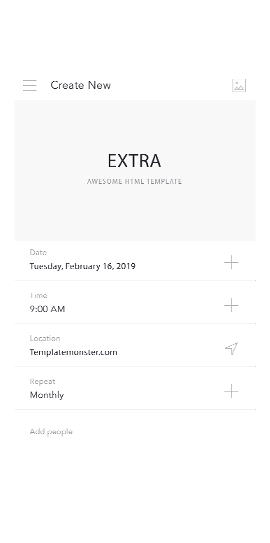 Create New
EXTRA
AWESOME HTML TEMPLATE
Date
Tuesday, February 16, 2019
Time
9:00 AM
Location
Templatemonster.com
Repeat
Monthly
Add people